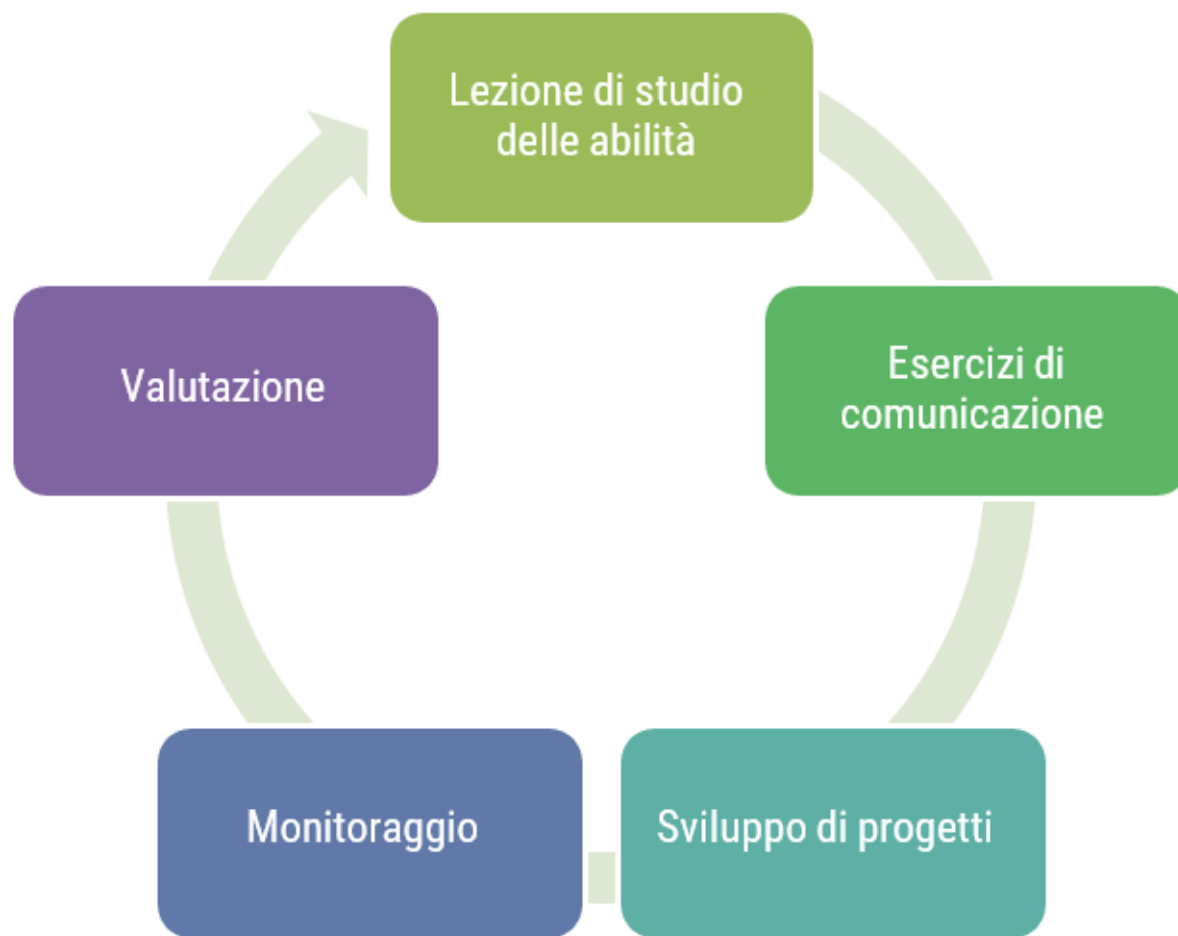 Lezione di studio
delle abilità
Esercizi di
comunicazione
Sviluppo di progetti
Monitoraggio
Valutazione